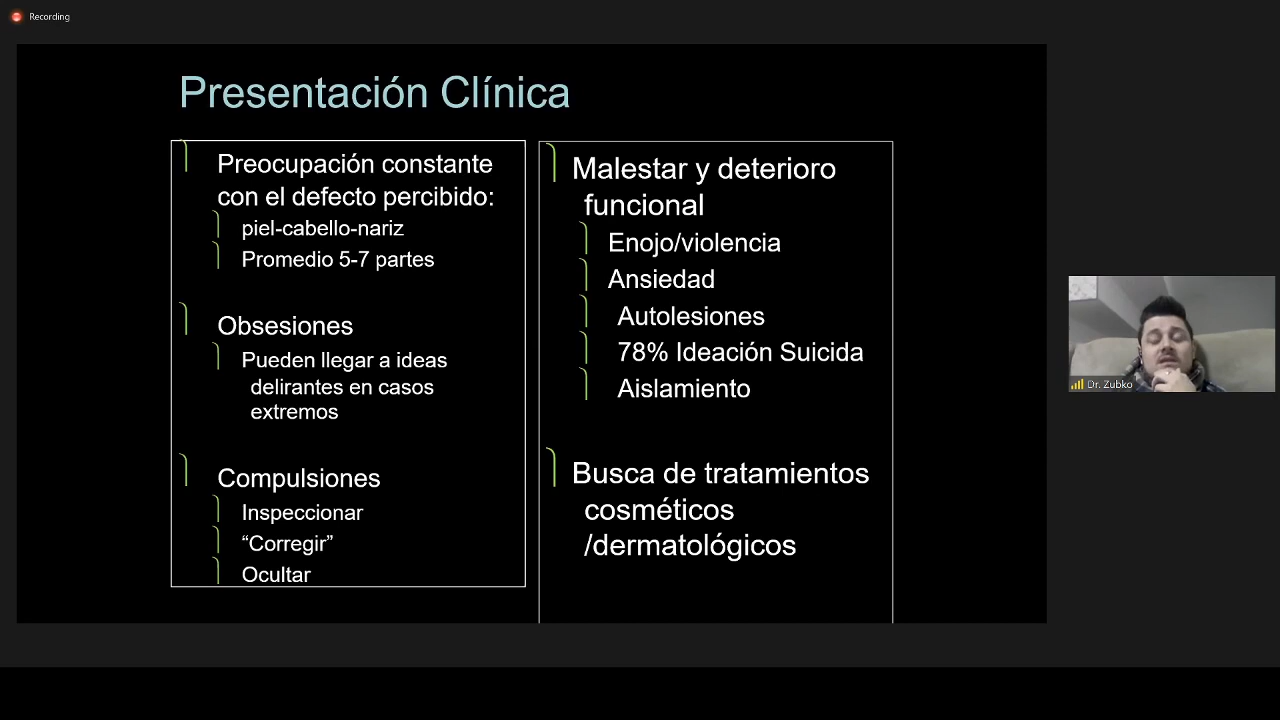 Recording
Presentación Clínica
Preocupación constante
con el defecto percibido:
piel-cabello-nariz
Promedio 5-7 partes
Obsesiones
Pueden llegar a ideas
delirantes en casos
extremos
Compulsiones
Inspeccionar
“Corregir”
Ocultar
Malestar y deterioro
funcional
Enojo/violencia
Ansiedad
Autolesiones
78% Ideación Suicida
Aislamiento
Busca de tratamientos
cosméticos
/dermatológicos
Dr. Zubko